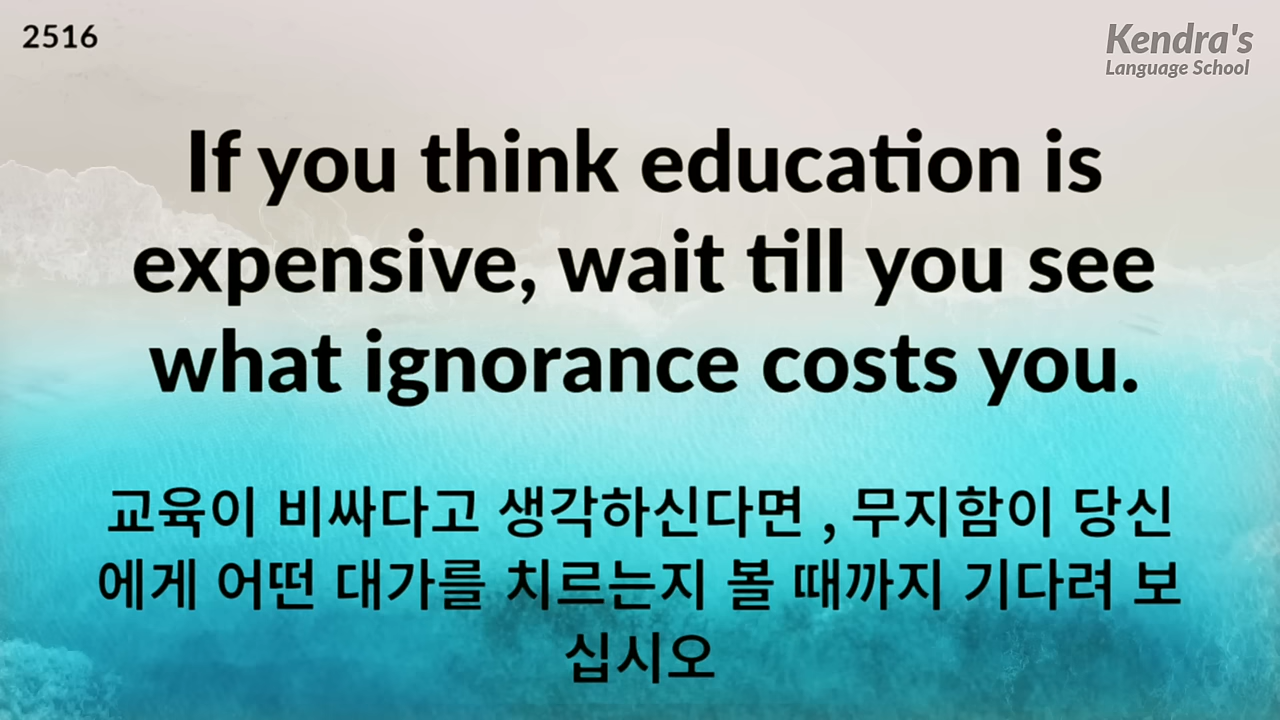 2516
Kendra's
Language School
If you think education is
expensive, wait till you see
what ignorance costs you.
교육이 비싸다고 생각하신다면 , 무지함이 당신
에게 어떤 대가를 치르는지 볼 때까지 기다려 보
십시오